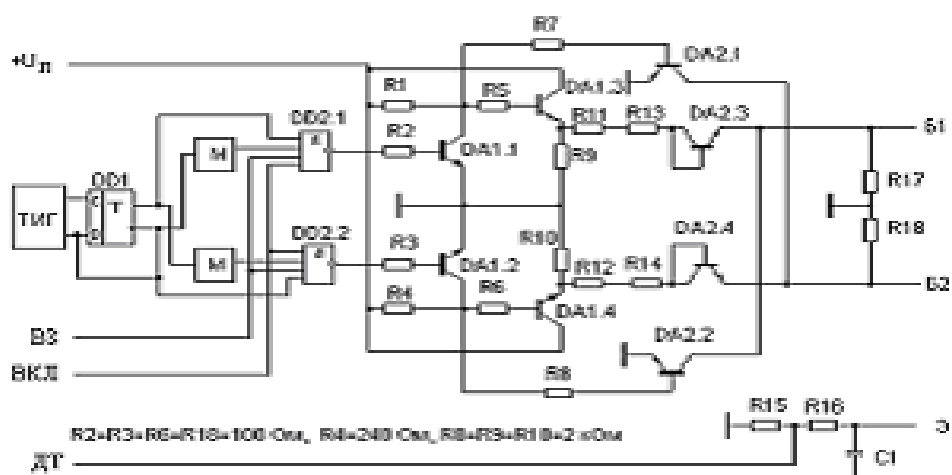 +Uп
R7
DA2.1
R1
R5
DA1.3
DD2.1
R2
R11
R13
DA2.3
Б1
DA1.1
R9
М
DD1
&
R17
ТИГ
С
Т
D
DD2.2
R10
DA2.4
R18
М
&
R3
DA1.2
R12
R14
Б2
R4
R6
DA1.4
ВЗ
DA2.2
ВКЛ
R8
R15
R16
Э
ДТ
C1